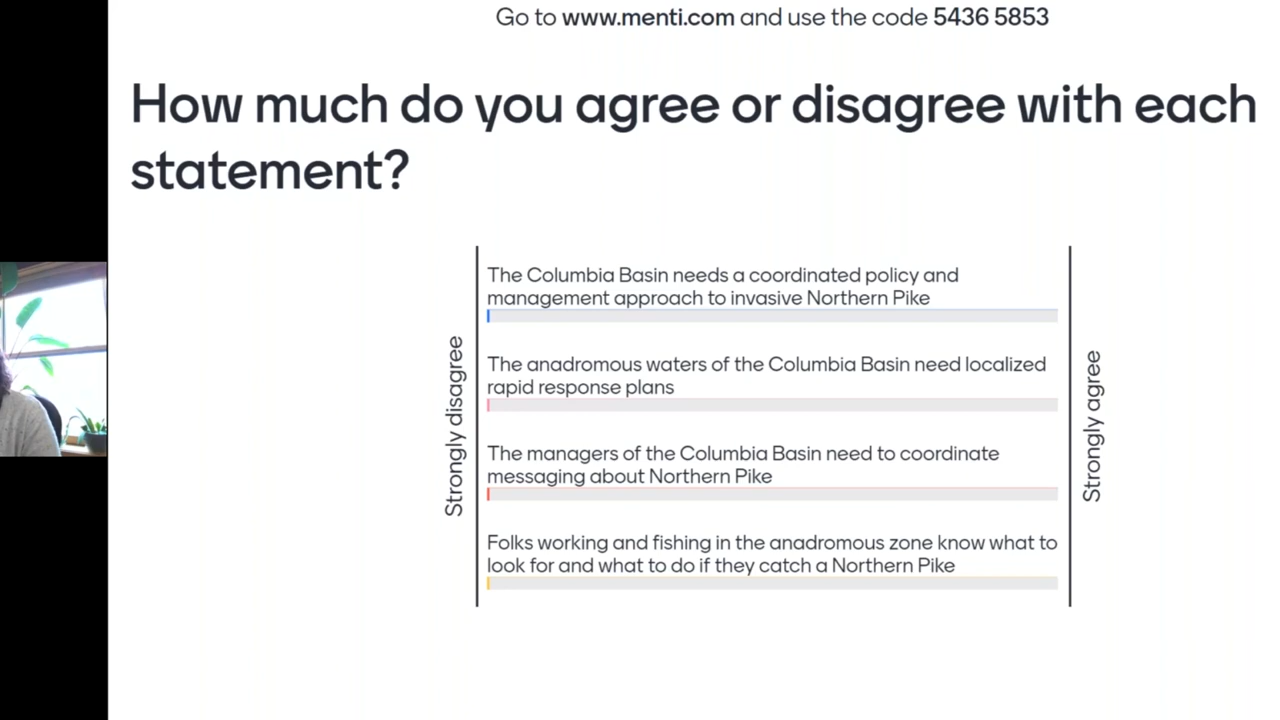 Go to www.menti.com and use the code 5436 5853
How much do you agree or disagree with each
statement?
Strongly disagree
The Columbia Basin needs a coordinated policy and
management approach to invasive Northern Pike
The anadromous waters of the Columbia Basin need localized
rapid response plans
The managers of the Columbia Basin need to coordinate
messaging about Northern Pike
Folks working and fishing in the anadromous zone know what to
look for and what to do if they catch a Northern Pike
Strongly agree